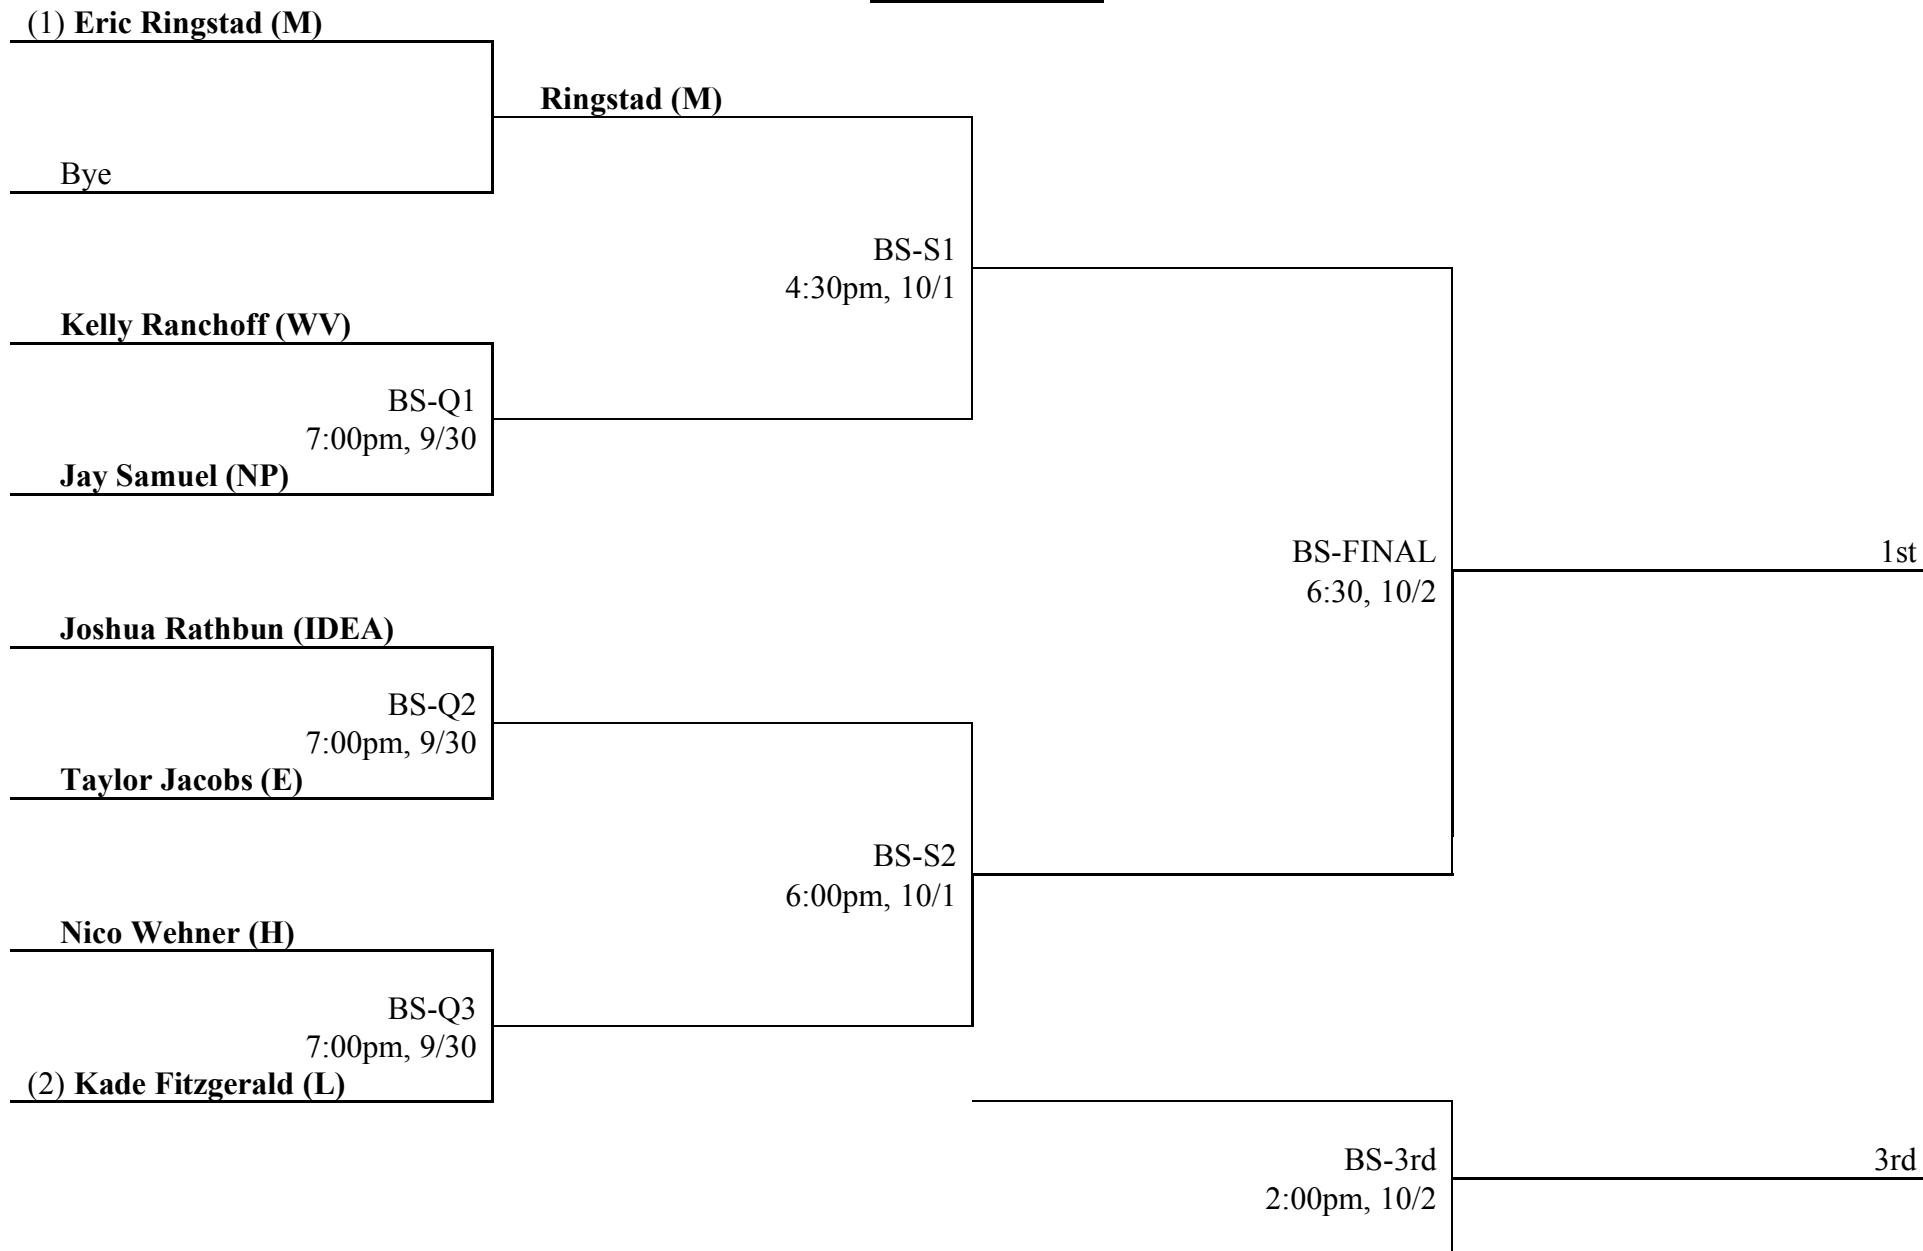 (1) Eric Ringstad (M)
Ringstad (M)
Bye
BS-S1
4:30pm, 10/1
Kelly Ranchoff (WV)
BS-Q1
7:00pm, 9/30
Jay Samuel (NP)
BS-FINAL
6:30, 10/2
1st
Joshua Rathbun (IDEA)
BS-Q2
7:00pm, 9/30
Taylor Jacobs (E)
BS-S2
6:00pm, 10/1
Nico Wehner (H)
BS-Q3
7:00pm, 9/30
(2) Kade Fitzgerald (L)
BS-3rd
2:00pm, 10/2
3rd